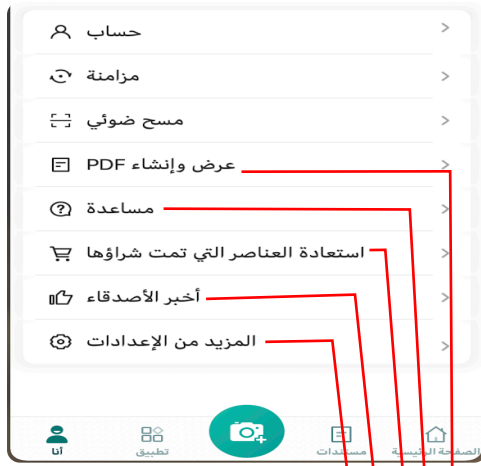 حساب
مزامنة
مسح ضوئي
عرض وإنشاء PDF
مساعدة
استعادة العناصر التي تمت شراؤها
أخبر الأصدقاء
المزيد من الإعدادات
الصفحة الرئيسية
مستندات
تطبيق
أنا